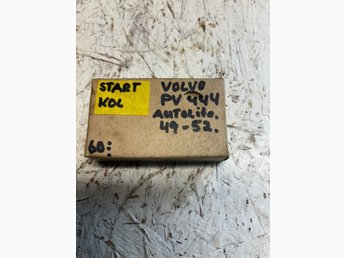 START
KOL
VOLVO
PV 444
AUTOLITE.
49-52.
60: